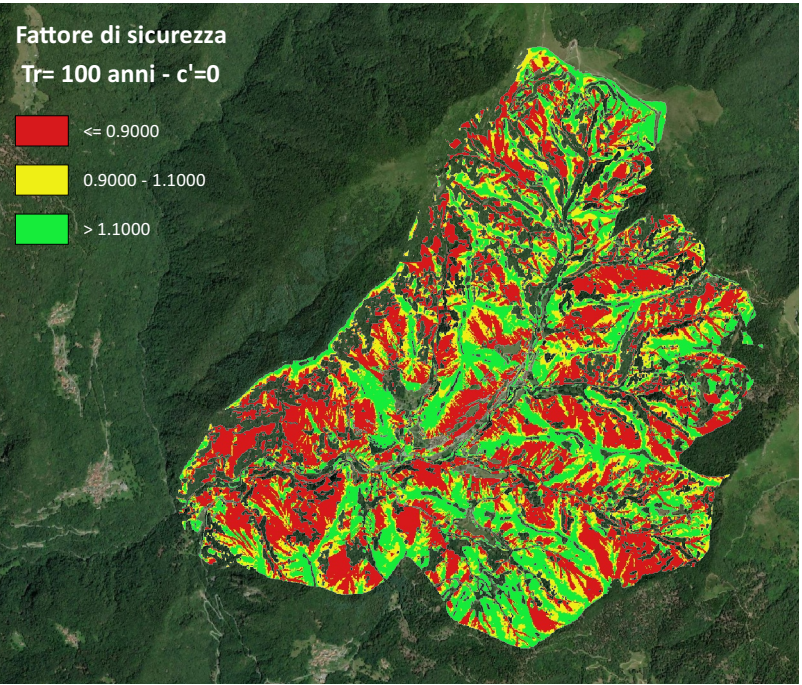 Fattore di sicurezza
Tr= 100 anni - c'=0
<= 0.9000
0.9000 - 1.1000
> 1.1000